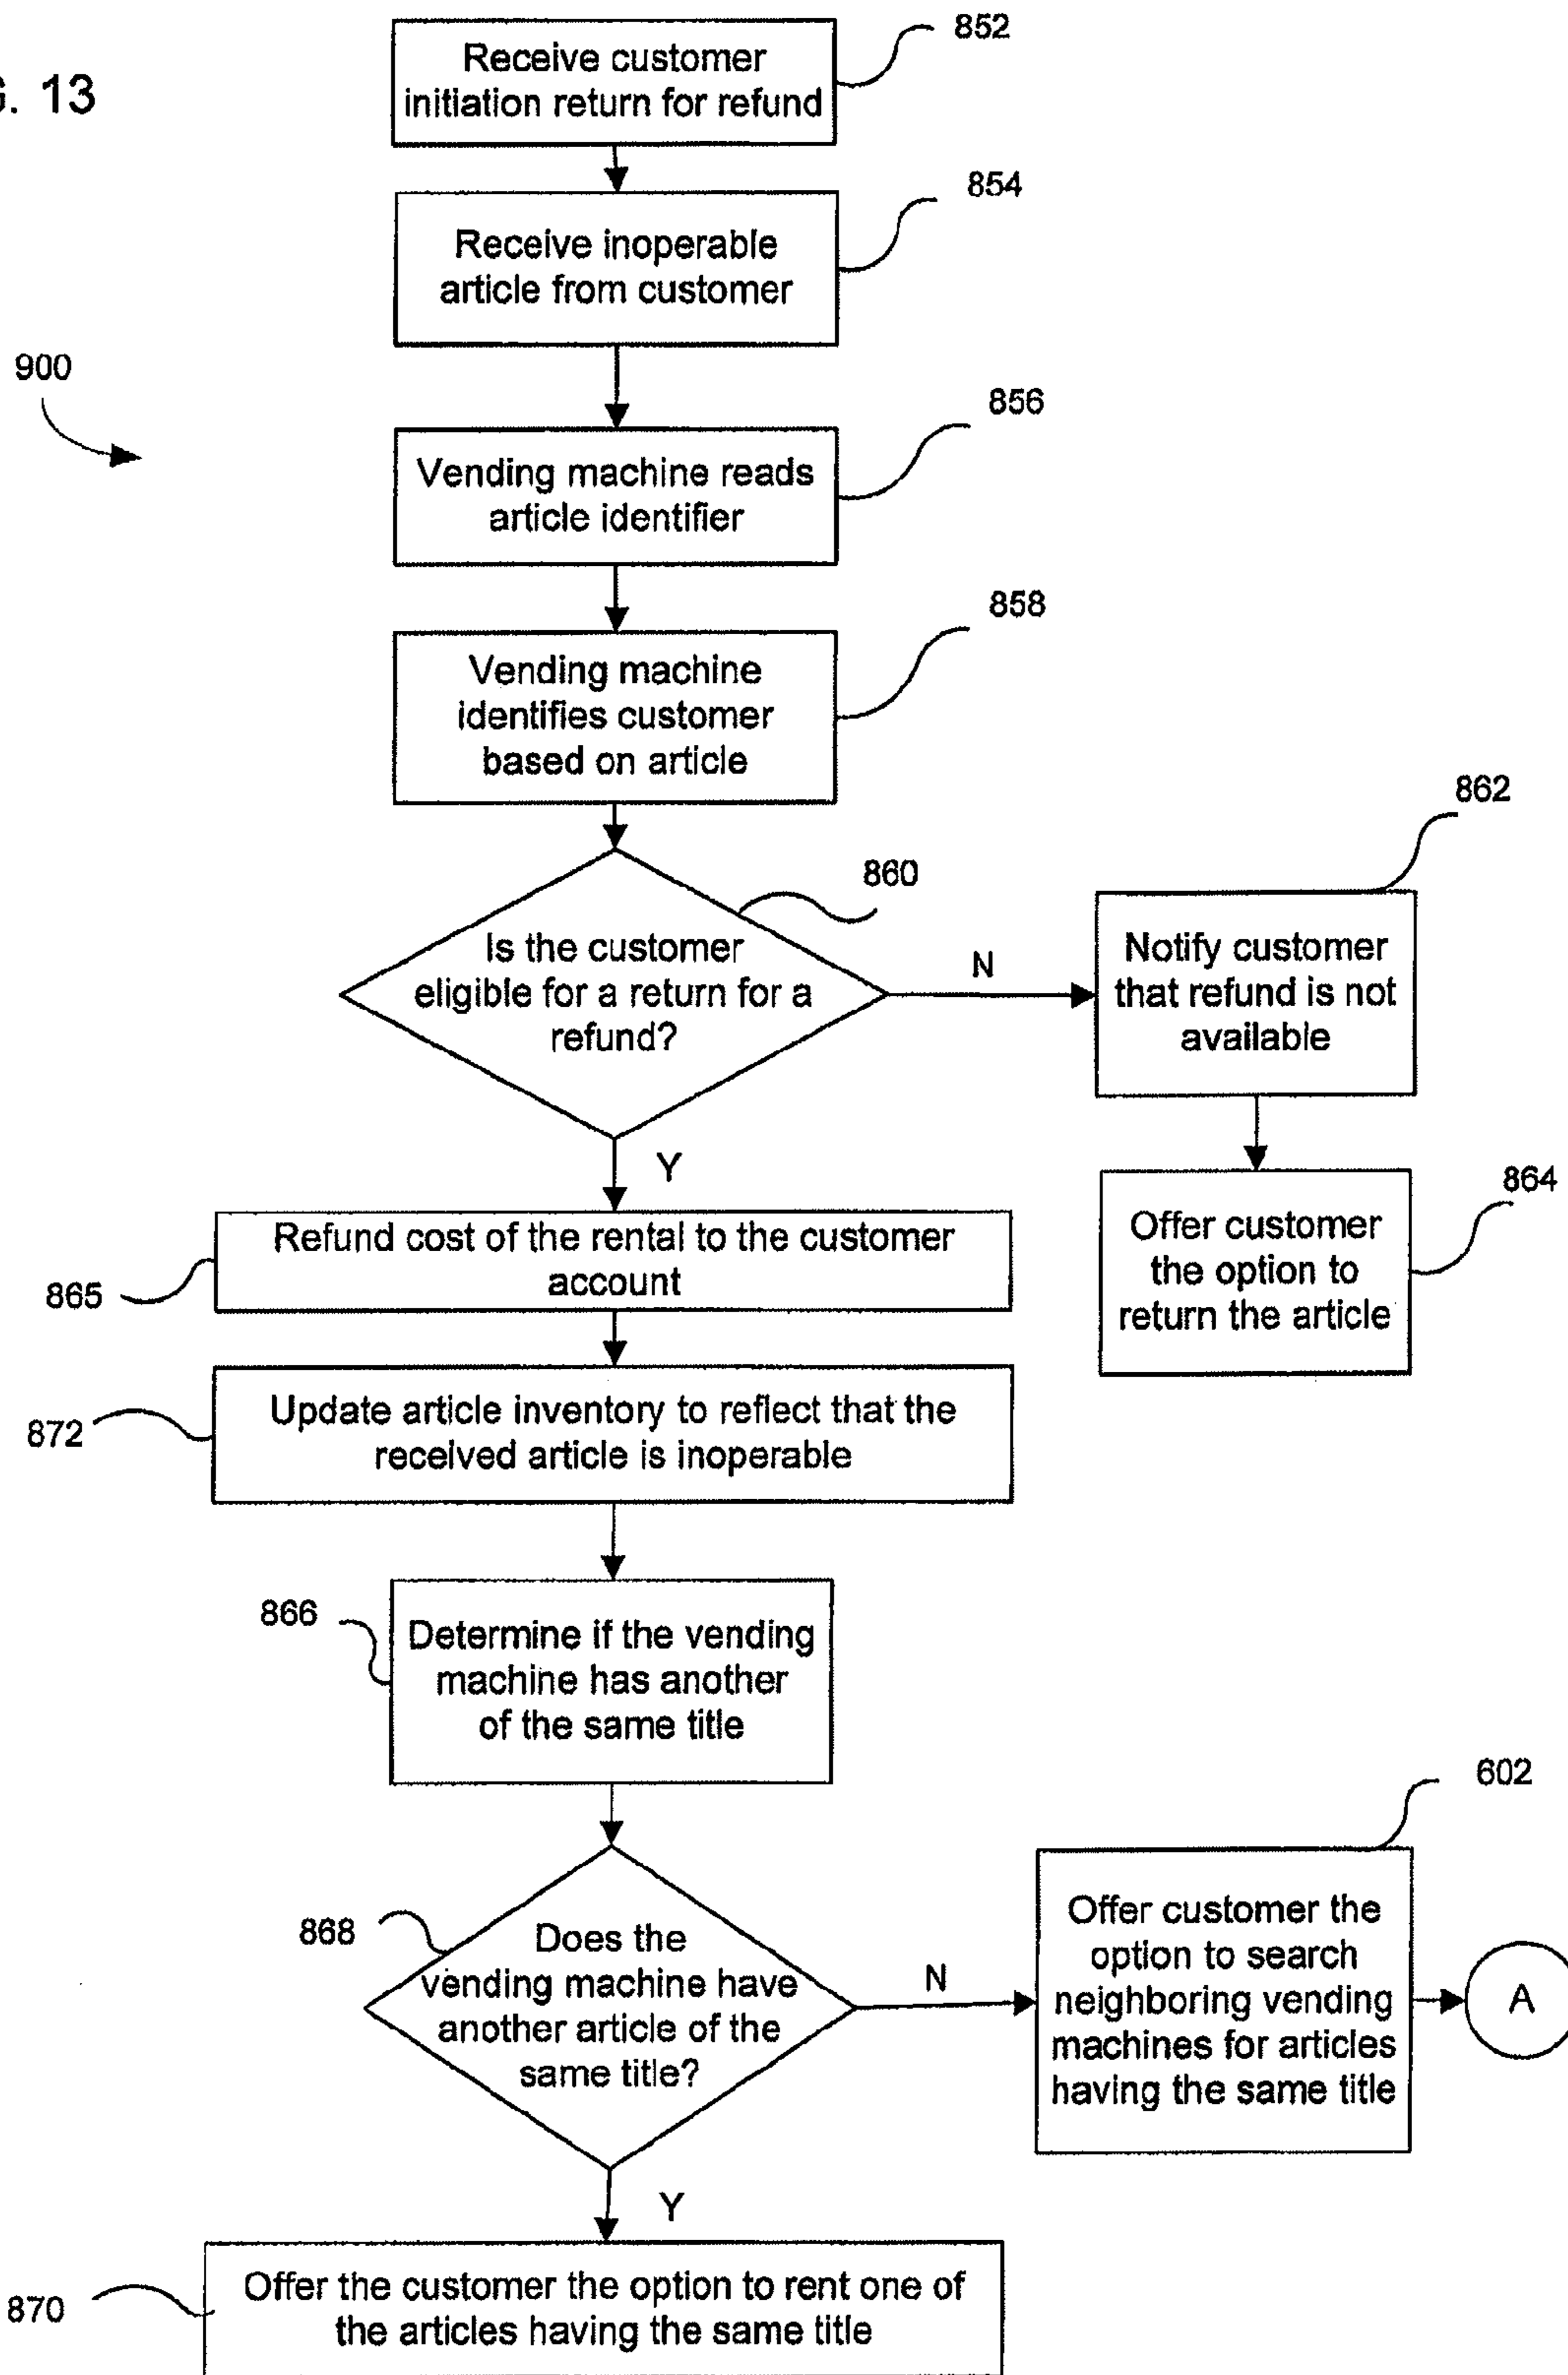 G. 13
Receive customer
initiation return for refund
852
Receive inoperable
article from customer
854
900
Vending machine reads
article identifier
856
Vending machine
identifies customer
based on article
858
Is the customer
eligible for a return for a
refund?
860
N
Notify customer
that refund is not
available
862
Offer customer
the option to
return the article
864
Y
Refund cost of the rental to the customer
account
865
Update article inventory to reflect that the
received article is inoperable
872
Determine if the vending
machine has another
of the same title
866
Does the
vending machine have
another article of the
same title?
868
N
Offer customer the
option to search
neighboring vending
machines for articles
having the same title
602
A
Y
Offer the customer the option to rent one of
the articles having the same title
870